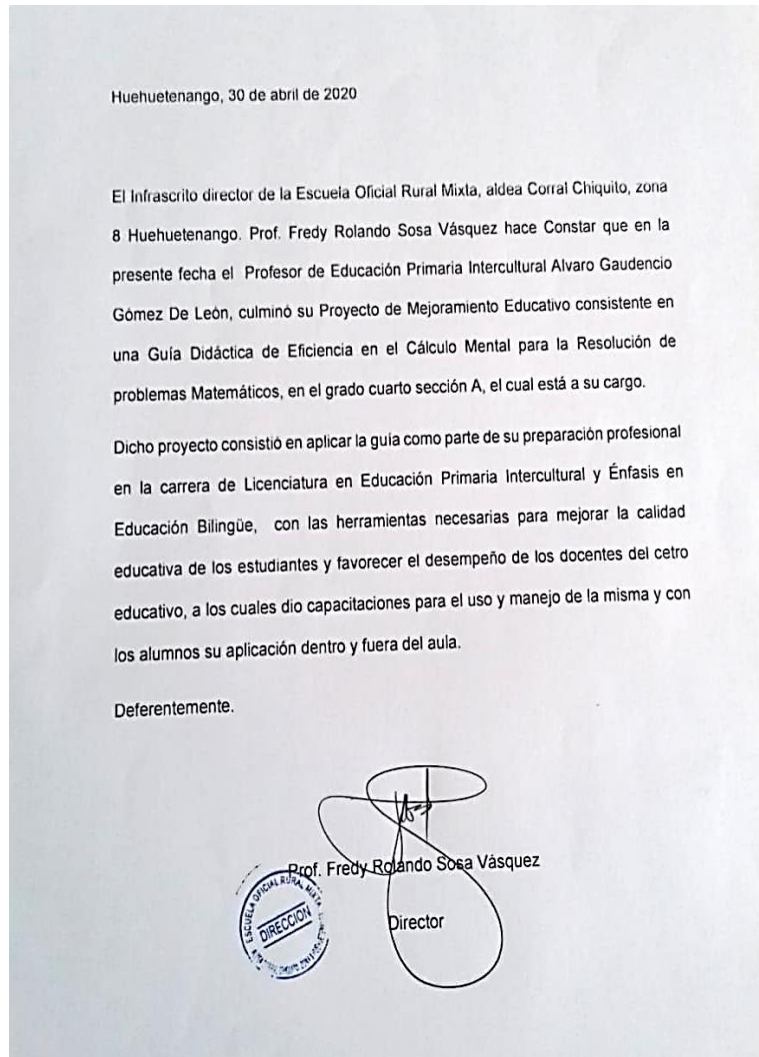 Huehuetenango, 30 de abril de 2020
El Infrascrito director de la Escuela Oficial Rural Mixta, aldea Corral Chiquito, zona
8 Huehuetenango. Prof. Fredy Rolando Sosa Vásquez hace Constar que en la
presente fecha el Profesor de Educación Primaria Intercultural Alvaro Gaudencio
Gómez De León, culminó su Proyecto de Mejoramiento Educativo consistente en
una Guía Didáctica de Eficiencia en el Cálculo Mental para la Resolución de
problemas Matemáticos, en el grado cuarto sección A, el cual está a su cargo.
Dicho proyecto consistió en aplicar la guía como parte de su preparación profesional
en la carrera de Licenciatura en Educación Primaria Intercultural y Énfasis en
Educación Bilingüe, con las herramientas necesarias para mejorar la calidad
educativa de los estudiantes y favorecer el desempeño de los docentes del cetro
educativo, a los cuales dio capacitaciones para el uso y manejo de la misma y con
los alumnos su aplicación dentro y fuera del aula.
Deferentemente.
Prof. Fredy Rolando Sosa Vásquez
Director
ESCUELA OFICIAL RURAL MIXTA
DIRECCION